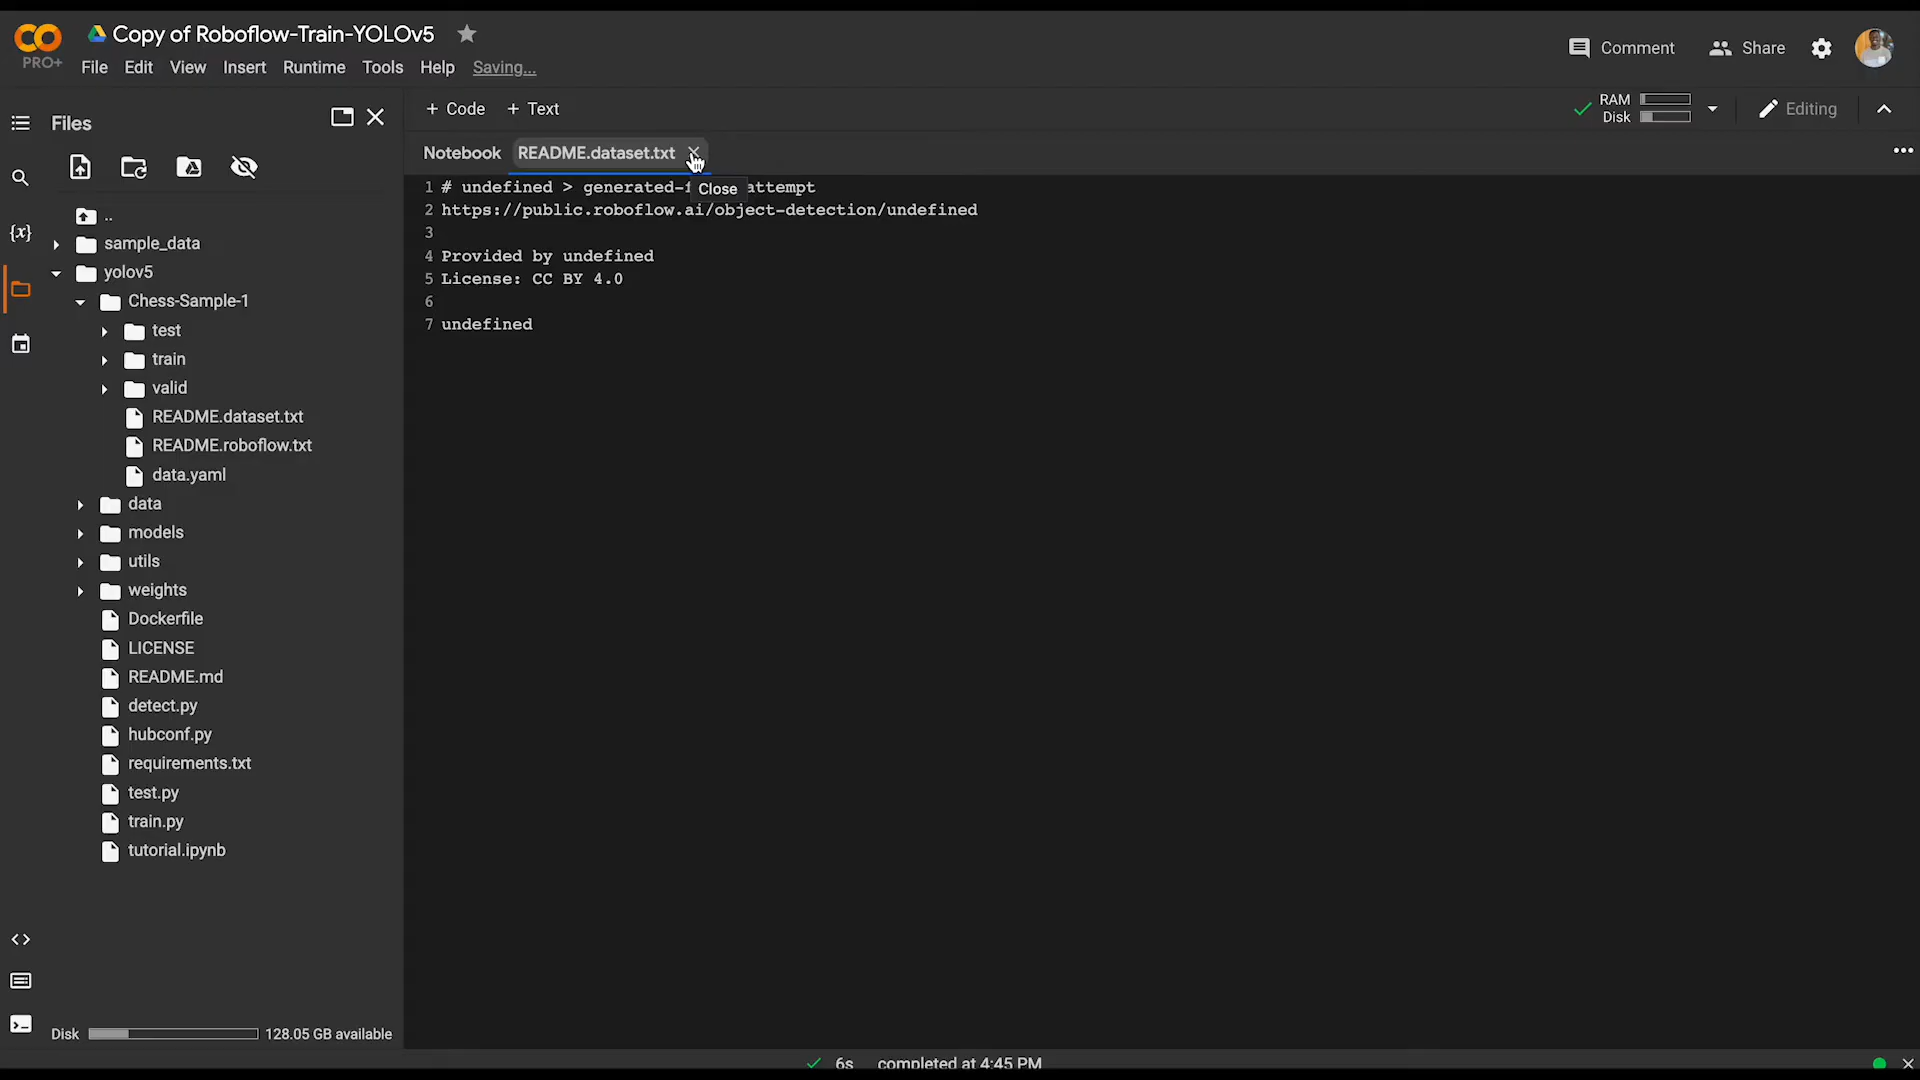 Copy of Roboflow-Train-YOLOv5
PRO+
File Edit View Insert Runtime Tools Help Saving...
Comment Share
Files
+ Code + Text
RAM
Disk
Editing
Notebook README.dataset.txt
Close
1 # undefined > generated- attempt
2 https://public.roboflow.ai/object-detection/undefined
3
4 Provided by undefined
5 License: CC BY 4.0
6
7 undefined
{x}
..
sample_data
yolov5
Chess-Sample-1
test
train
valid
README.dataset.txt
README.roboflow.txt
data.yaml
data
models
utils
weights
Dockerfile
LICENSE
README.md
detect.py
hubconf.py
requirements.txt
test.py
train.py
tutorial.ipynb
Disk 128.05 GB available
6s completed at 4:45 PM